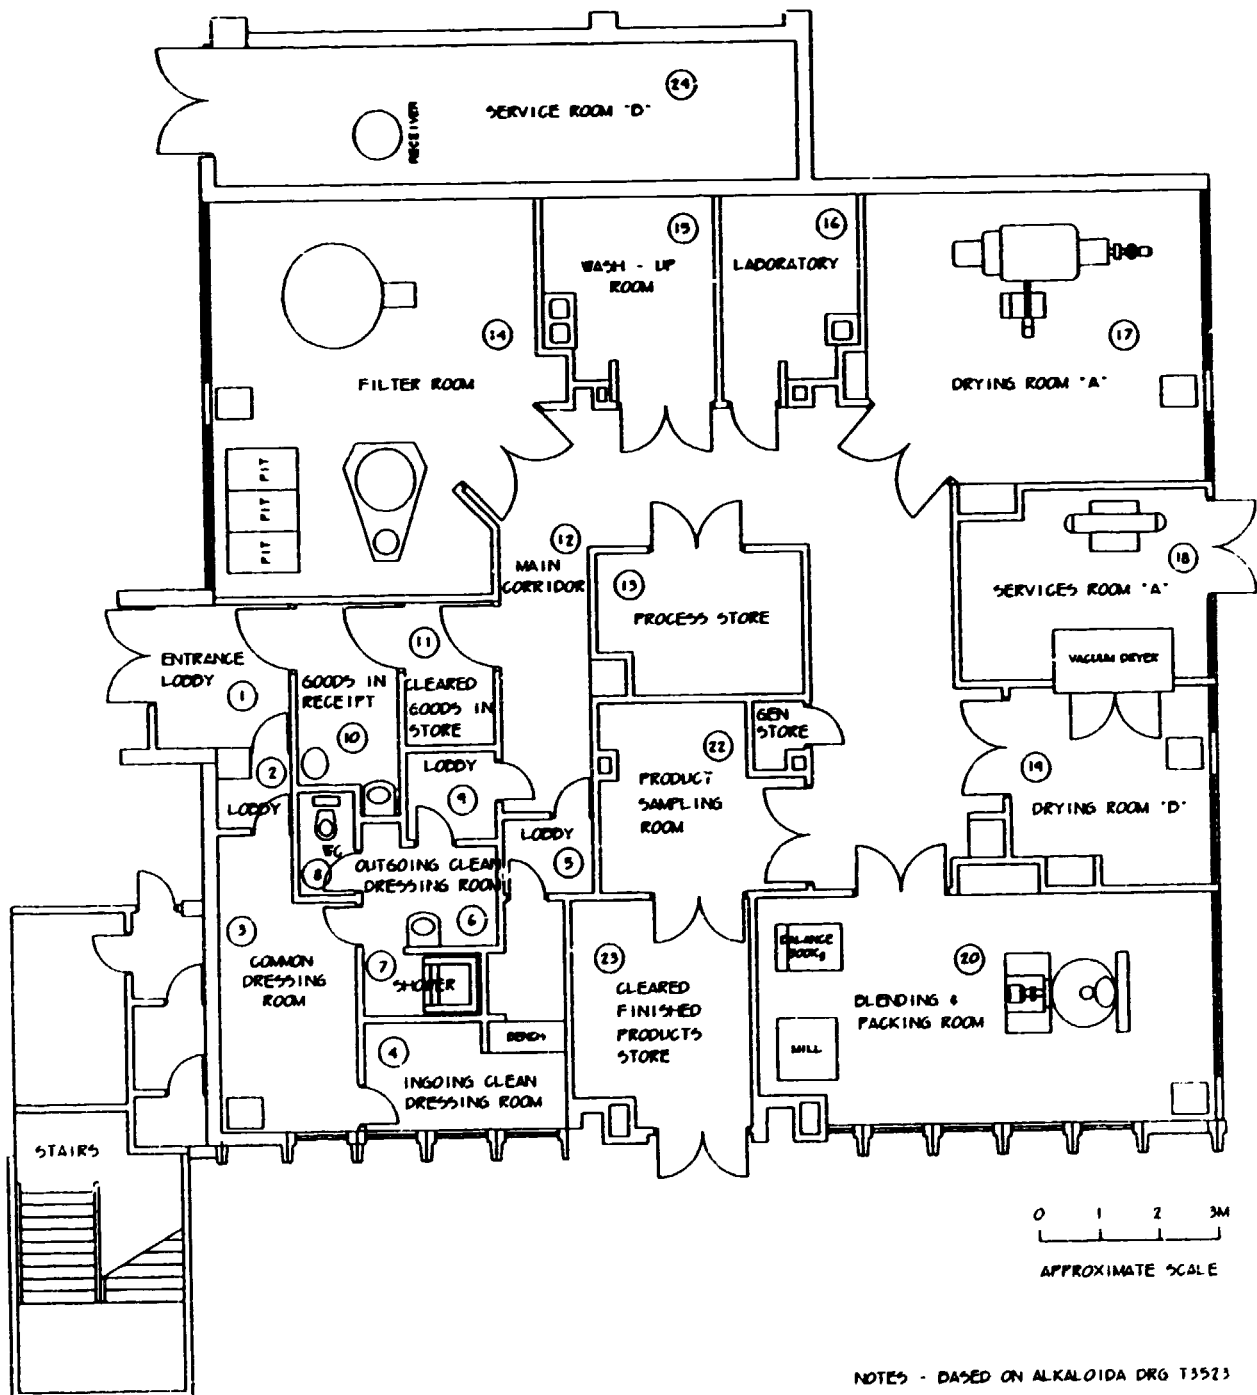 24
SERVICE ROOM "B"
RECEIVER
15
16
WASH - UP
ROOM
LABORATORY
14
17
FILTER ROOM
DRYING ROOM "A"
PIT
PIT
PIT
12
MAIN
CORRIDOR
13
PROCESS STORE
18
SERVICES ROOM "A"
VACUUM DRYER
ENTRANCE
LOBBY
1
11
GOODS IN
RECEIPT
CLEARED
GOODS IN
STORE
10
GEN
STORE
22
2
LOBBY
LOBBY
9
PRODUCT
SAMPLING
ROOM
19
DRYING ROOM "B"
LOBBY
5
WC
8
OUTGOING CLEAN
DRESSING ROOM
6
3
COMMON
DRESSING
ROOM
7
SHOWER
23
CLEARED
FINISHED
PRODUCTS
STORE
BALANCE
BOOKS
20
BLENDING &
PACKING ROOM
MILL
BENCH
4
INGOING CLEAN
DRESSING ROOM
STAIRS
0 1 2 3M
APPROXIMATE SCALE
NOTES - BASED ON ALKALOIDA DRG T3523